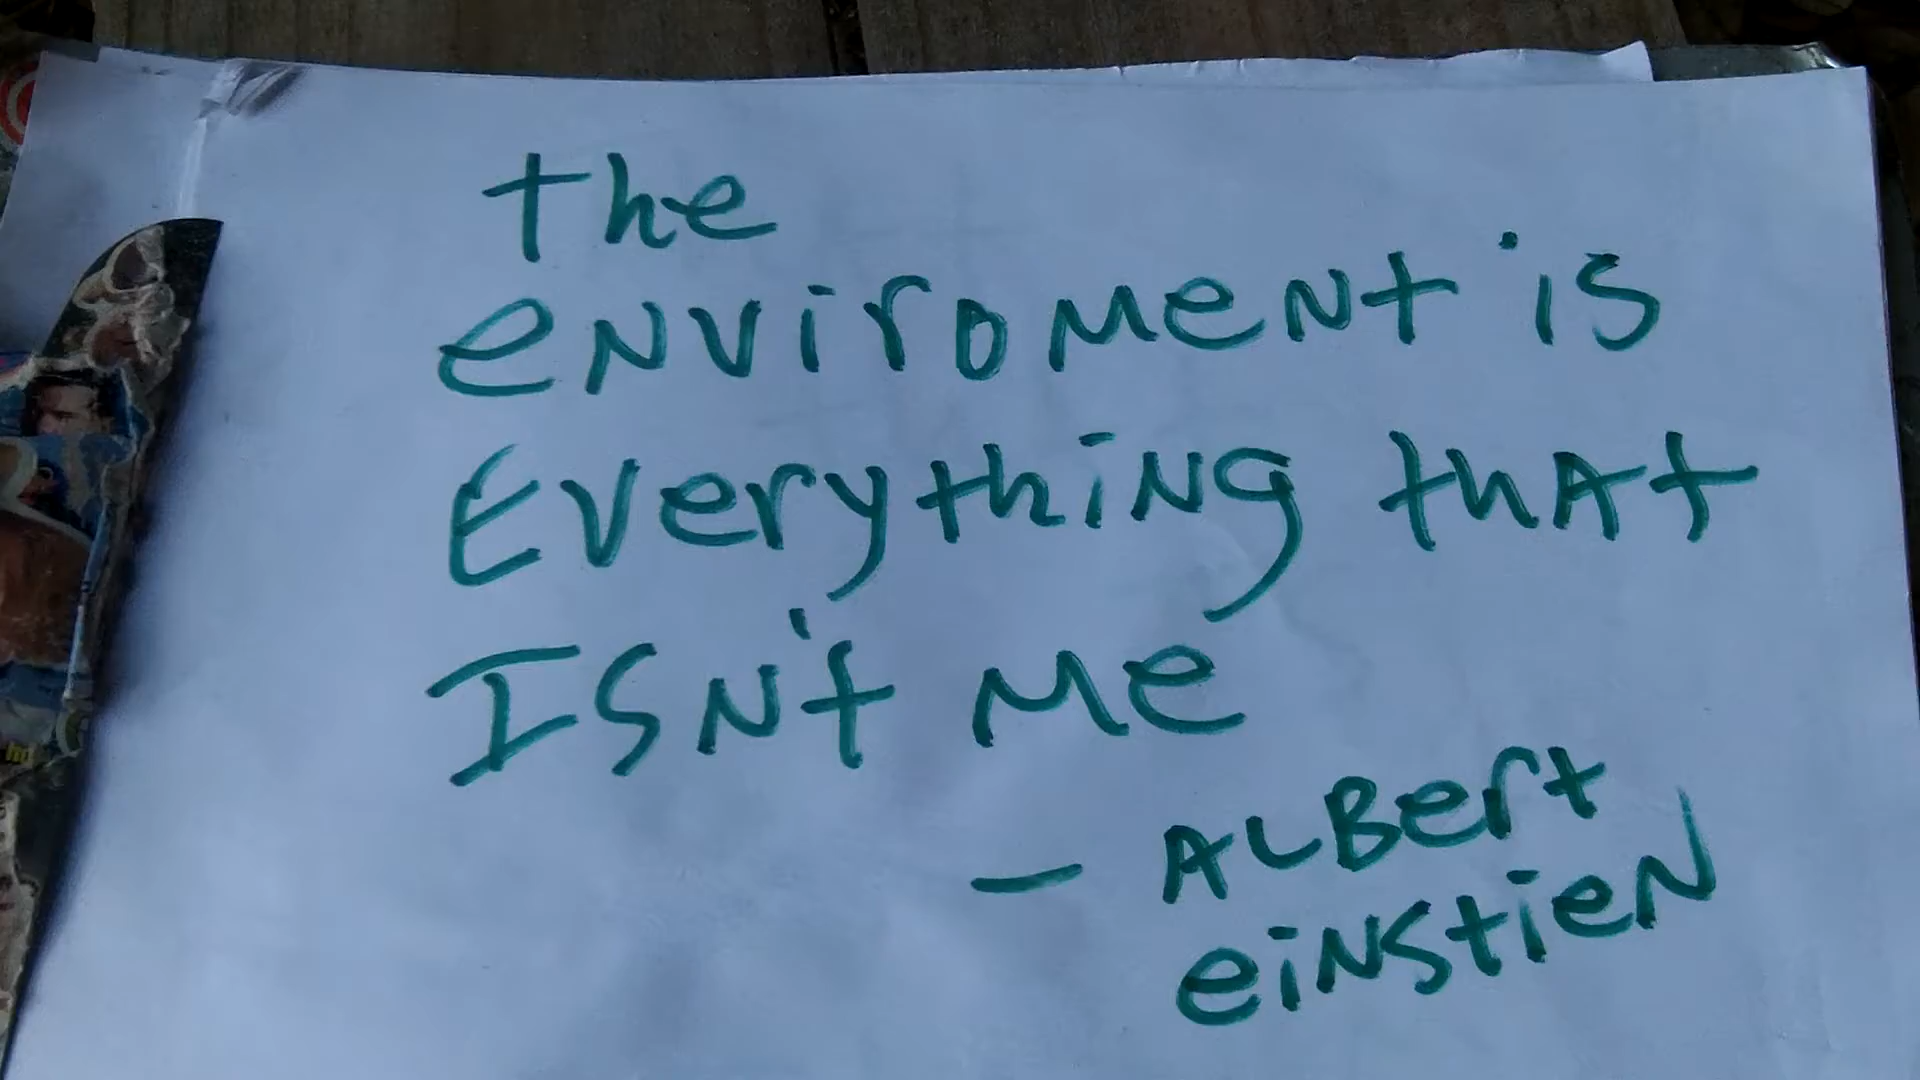 the
enviroment is
Everything that
ISN't Me
— ALBert
einstien